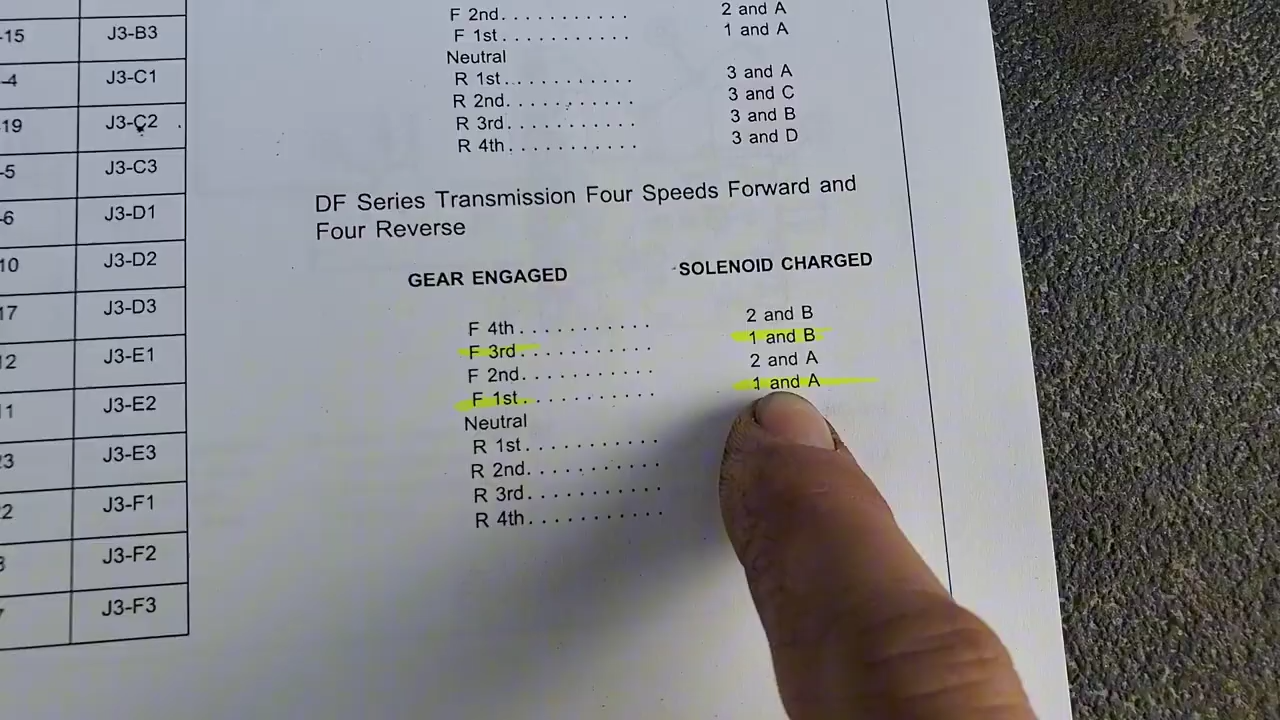 -15 J3-B3
-4 J3-C1
19 J3-C2
-5 J3-C3
-6 J3-D1
10 J3-D2
17 J3-D3
12 J3-E1
11 J3-E2
23 J3-E3
22 J3-F1
J3-F2
J3-F3
F 2nd. . . . . . . . . . . . 2 and A
F 1st . . . . . . . . . . . . 1 and A
Neutral
R 1st. . . . . . . . . . . . 3 and A
R 2nd. . . . . . . . . . . . 3 and C
R 3rd. . . . . . . . . . . . 3 and B
R 4th. . . . . . . . . . . . 3 and D
DF Series Transmission Four Speeds Forward and
Four Reverse
GEAR ENGAGED SOLENOID CHARGED
F 4th. . . . . . . . . . . . 2 and B
F 3rd. . . . . . . . . . . . 1 and B
F 2nd. . . . . . . . . . . . 2 and A
F 1st. . . . . . . . . . . . 1 and A
Neutral
R 1st. . . . . . . . . . . .
R 2nd. . . . . . . . . . . .
R 3rd. . . . . . . . . . . .
R 4th. . . . . . . . . . . .